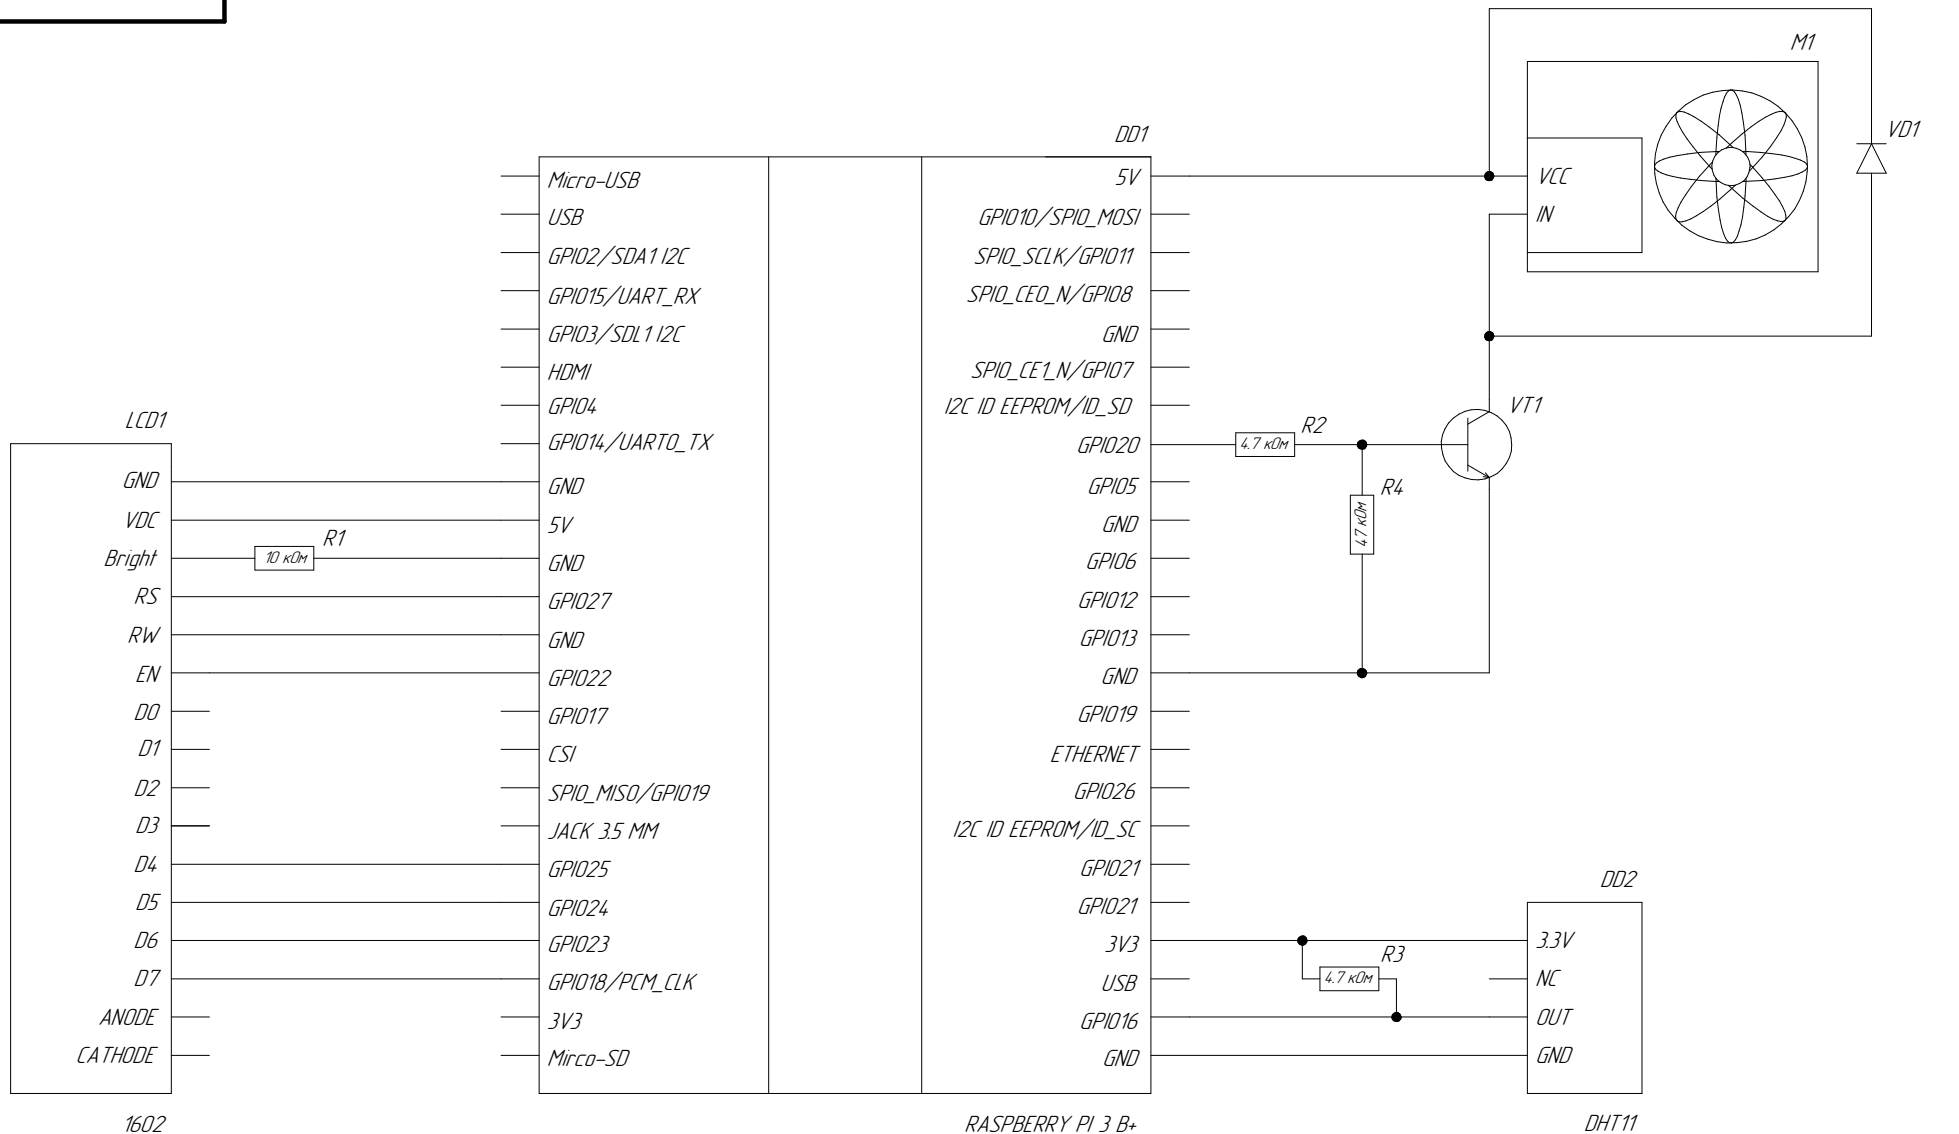 M1
VCC
IN
VD1
DD1
Micro-USB
USB
GPIO2/SDA1 I2C
GPIO15/UART_RX
GPIO3/SDL1 I2C
HDMI
GPIO4
GPIO14/UART0_TX
GND
5V
GND
GPIO27
GND
GPIO22
GPIO17
CSI
SPI0_MISO/GPIO19
JACK 3.5 MM
GPIO25
GPIO24
GPIO23
GPIO18/PCM_CLK
3V3
Mirco-SD
5V
GPIO10/SPI0_MOSI
SPI0_SCLK/GPIO11
SPI0_CE0_N/GPIO8
GND
SPI0_CE1_N/GPIO7
I2C ID EEPROM/ID_SD
GPIO20
GPIO5
GND
GPIO6
GPIO12
GPIO13
GND
GPIO19
ETHERNET
GPIO26
I2C ID EEPROM/ID_SC
GPIO21
GPIO21
3V3
USB
GPIO16
GND
RASPBERRY PI 3 B+
LCD1
GND
VDC
Bright
RS
RW
EN
D0
D1
D2
D3
D4
D5
D6
D7
ANODE
CATHODE
1602
R1
10 кОм
R2
4.7 кОм
R4
47 кОм
VT1
R3
4.7 кОм
DD2
3.3V
NC
OUT
GND
DHT11